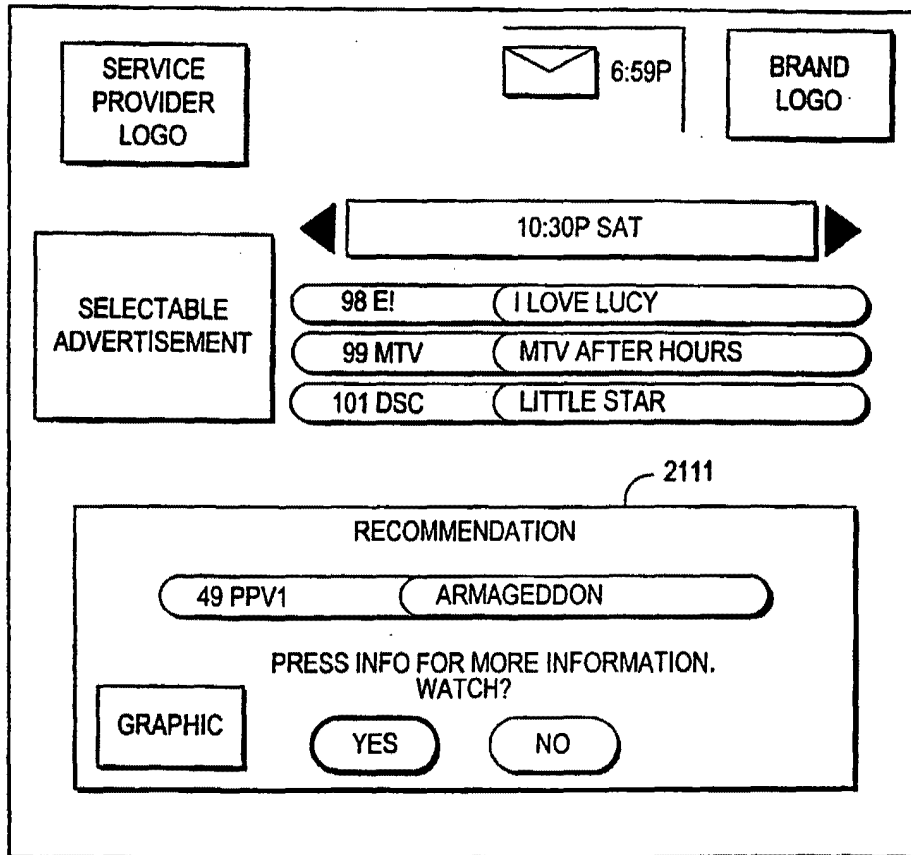 SERVICE
PROVIDER
LOGO
6:59P
BRAND
LOGO
10:30P SAT
SELECTABLE
ADVERTISEMENT
98 E! I LOVE LUCY
99 MTV MTV AFTER HOURS
101 DSC LITTLE STAR
2111
RECOMMENDATION
49 PPV1 ARMAGEDDON
PRESS INFO FOR MORE INFORMATION.
WATCH?
GRAPHIC
YES NO